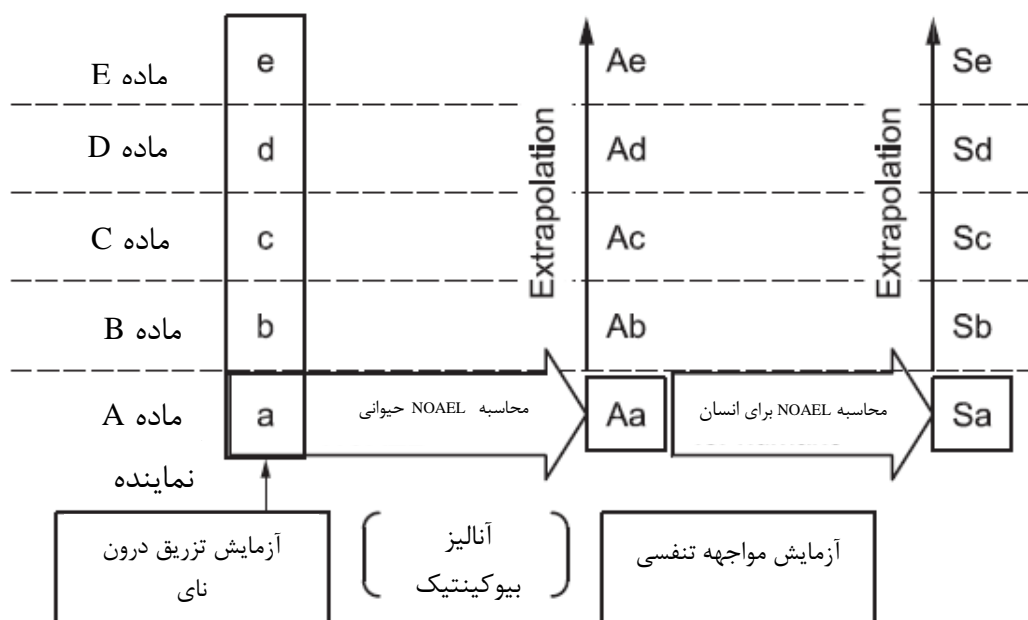 ماده E
e
Ae
Se
ماده D
d
Ad
Sd
Extrapolation
Extrapolation
ماده C
c
Ac
Sc
ماده B
b
Ab
Sb
ماده A
a
محاسبه NOAEL حیوانی
Aa
محاسبه NOAEL برای انسان
Sa
نماینده
آزمایش تزریق درون
نای
آنالیز
بیوکینتیک
آزمایش مواجهه تنفسی